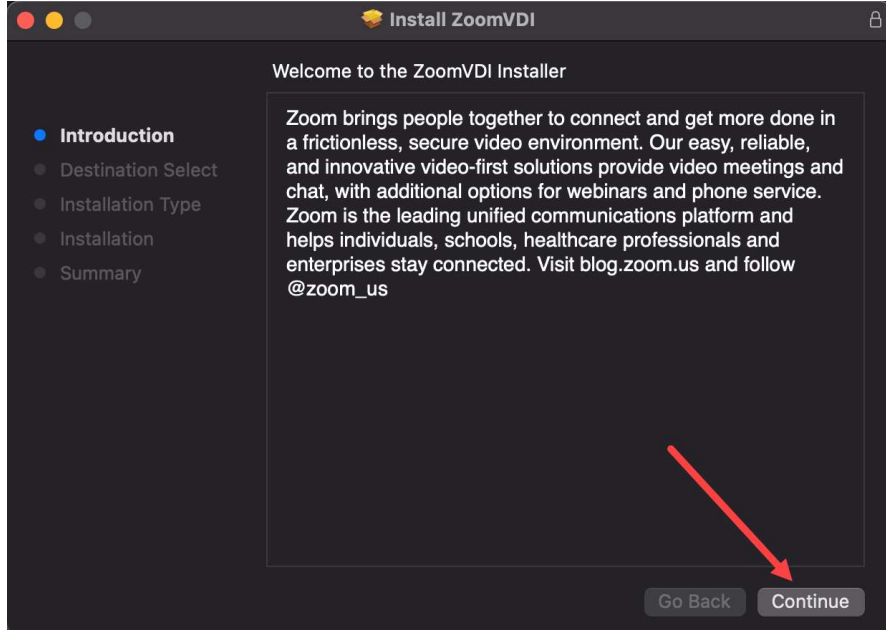 Install ZoomVDI
Welcome to the ZoomVDI Installer
Introduction
Destination Select
Installation Type
Installation
Summary
Zoom brings people together to connect and get more done in
a frictionless, secure video environment. Our easy, reliable,
and innovative video-first solutions provide video meetings and
chat, with additional options for webinars and phone service.
Zoom is the leading unified communications platform and
helps individuals, schools, healthcare professionals and
enterprises stay connected. Visit blog.zoom.us and follow
@zoom_us
Go Back
Continue